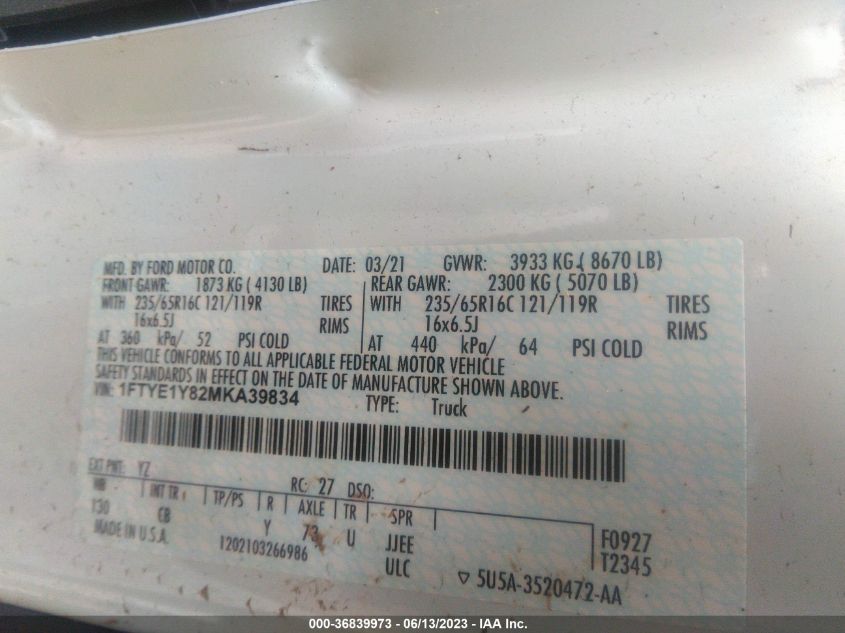 MFD. BY FORD MOTOR CO. DATE: 03/21 GVWR: 3933 KG ( 8670 LB)
FRONT GAWR: 1873 KG ( 4130 LB) REAR GAWR: 2300 KG ( 5070 LB)
WITH 235/65R16C 121/119R TIRES WITH 235/65R16C 121/119R TIRES
16x6.5J RIMS 16x6.5J RIMS
AT 360 kPa/ 52 PSI COLD AT 440 kPa/ 64 PSI COLD
THIS VEHICLE CONFORMS TO ALL APPLICABLE FEDERAL MOTOR VEHICLE
SAFETY STANDARDS IN EFFECT ON THE DATE OF MANUFACTURE SHOWN ABOVE.
VIN: 1FTYE1Y82MKA39834 TYPE: Truck
EXT PNT: YZ RC: 27 DSO:
WB INT TR TP/PS R AXLE TR SPR
130 CB Y 73 U JJEE F0927
MADE IN U.S.A. 1202103266986 ULC T2345
5U5A-3520472-AA
000-36839973 - 06/13/2023 - IAA Inc.